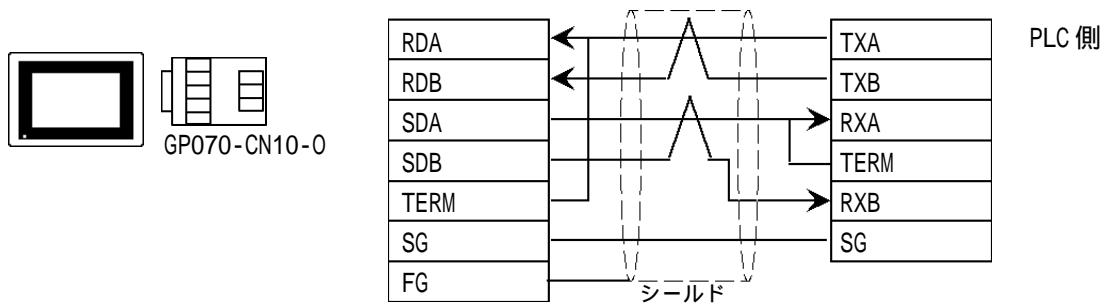 RDA
RDB
SDA
SDB
TERM
SG
FG
TXA
TXB
RXA
TERM
RXB
SG
PLC 側
GP070-CN10-O
シールド